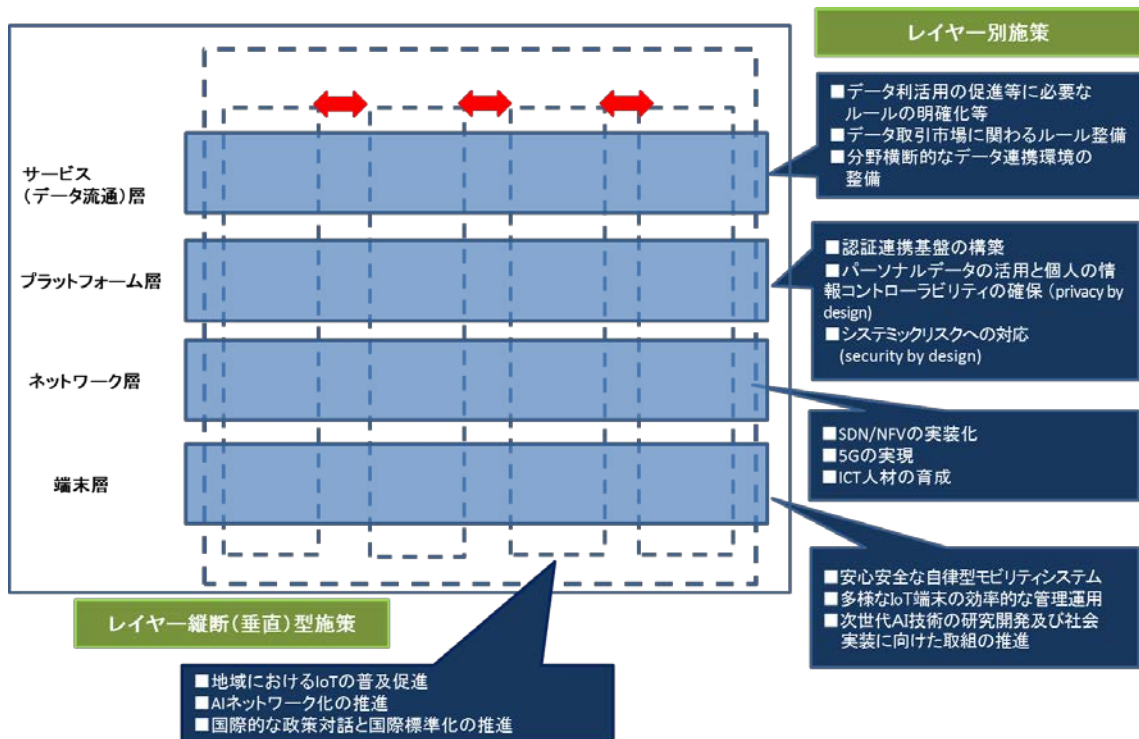 レイヤー別施策
■データ利活用の促進等に必要な
ルールの明確化等
■データ取引市場に関わるルール整備
■分野横断的なデータ連携環境の
整備
サービス
(データ流通)層
■認証連携基盤の構築
■パーソナルデータの活用と個人の情
報コントローラビリティの確保(privacy by
design)
■システミックリスクへの対応
(security by design)
プラットフォーム層
ネットワーク層
■SDN/NFVの実装化
■5Gの実現
■ICT人材の育成
端末層
■安心安全な自律型モビリティシステム
■多様なIoT端末の効率的な管理運用
■次世代AI技術の研究開発及び社会
実装に向けた取組の推進
レイヤー縦断(垂直)型施策
■地域におけるIoTの普及促進
■AIネットワーク化の推進
■国際的な政策対話と国際標準化の推進